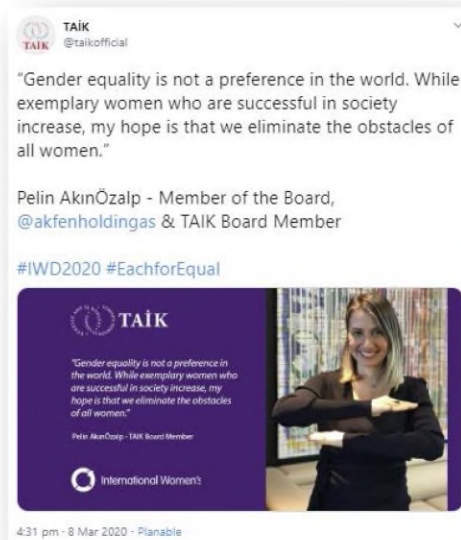 TAİK
@taikofficial
TAİK
“Gender equality is not a preference in the world. While
exemplary women who are successful in society
increase, my hope is that we eliminate the obstacles of
all women.”
Pelin AkınÖzalp - Member of the Board,
@akfenholdingas & TAIK Board Member
#IWD2020 #EachforEqual
TAİK
"Gender equality is not a preference in
the world. While exemplary women who
are successful in society increase, my
hope is that we eliminate the obstacles
of all women."
Pelin AkınÖzalp - TAIK Board Member
International Women's
4:31 pm · 8 Mar 2020 · Planable